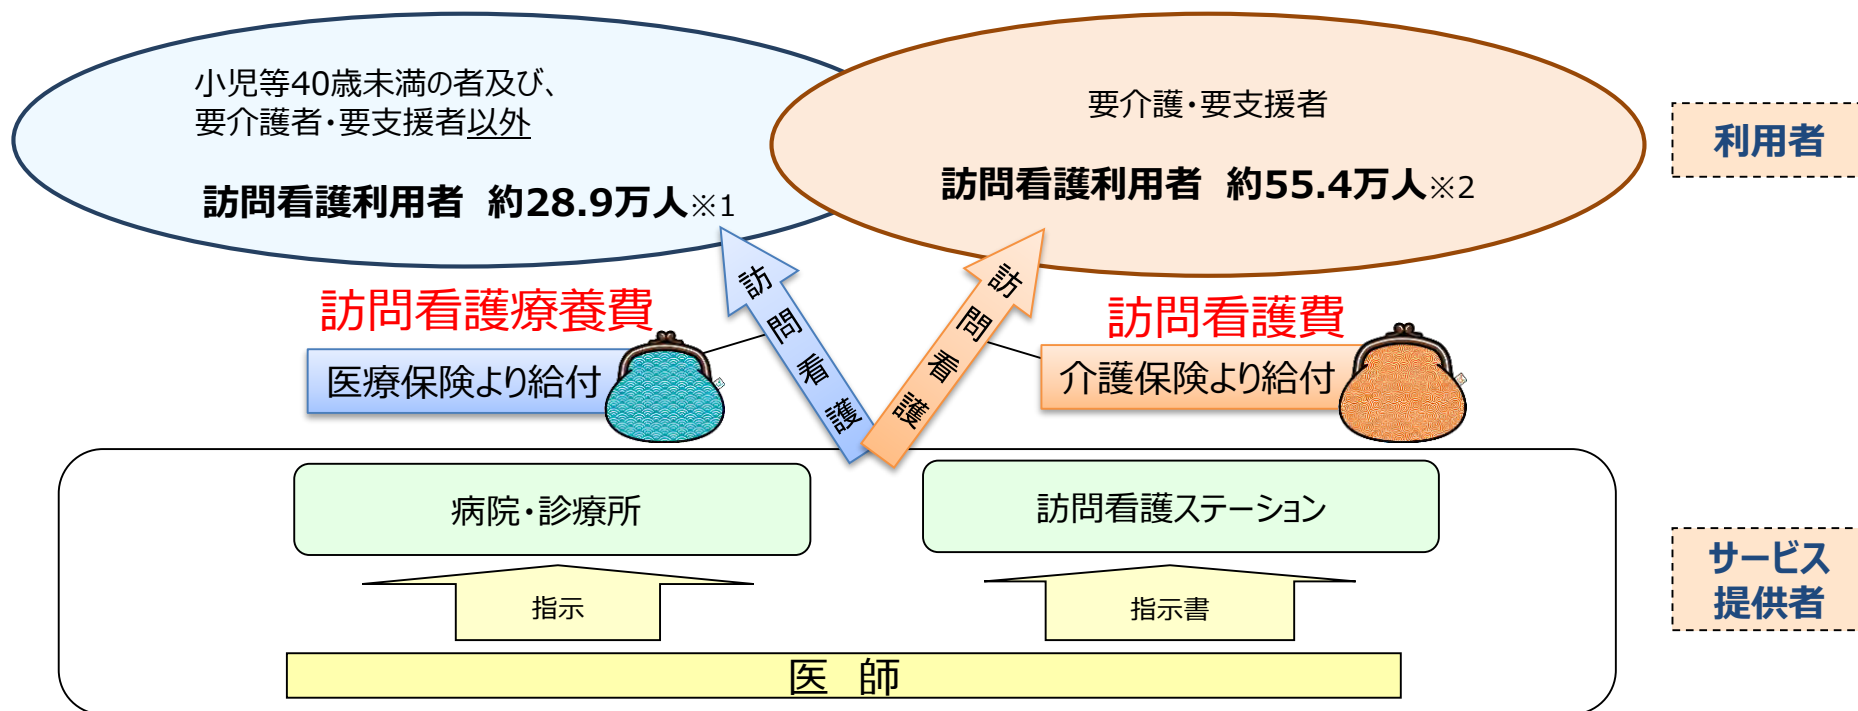 小児等40歳未満の者及び、
要介護者・要支援者以外
訪問看護利用者 約28.9万人※1
要介護・要支援者
訪問看護利用者 約55.4万人※2
利用者
訪問看護療養費
医療保険より給付
訪問看護
訪問看護
訪問看護費
介護保険より給付
病院・診療所
訪問看護ステーション
指示
指示書
医 師
サービス
提供者